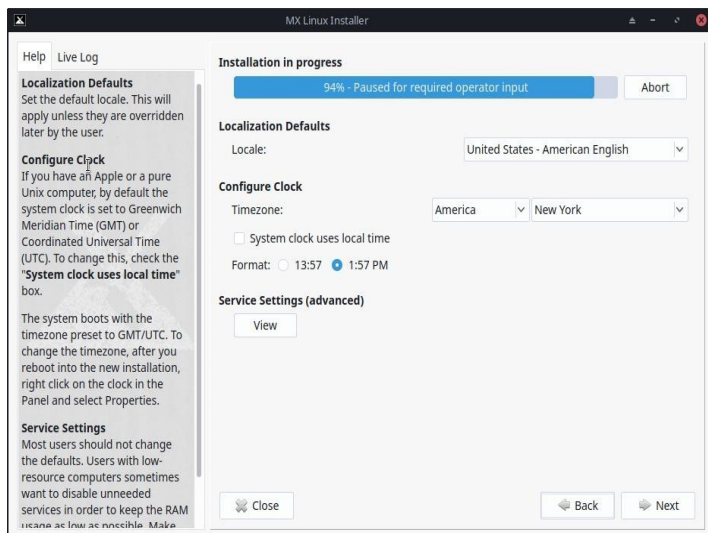 MX Linux Installer
Help
Live Log
Localization Defaults
Set the default locale. This will
apply unless they are overridden
later by the user.
Configure Clock
If you have an Apple or a pure
Unix computer, by default the
system clock is set to Greenwich
Meridian Time (GMT) or
Coordinated Universal Time
(UTC). To change this, check the
"System clock uses local time"
box.
The system boots with the
timezone preset to GMT/UTC. To
change the timezone, after you
reboot into the new installation,
right click on the clock in the
Panel and select Properties.
Service Settings
Most users should not change
the defaults. Users with low-
resource computers sometimes
want to disable unneeded
services in order to keep the RAM
usage as low as possible. Make
Installation in progress
94% - Paused for required operator input
Abort
Localization Defaults
Locale:
United States - American English
Configure Clock
Timezone:
America
New York
System clock uses local time
Format:
13:57
1:57 PM
Service Settings (advanced)
View
Close
Back
Next